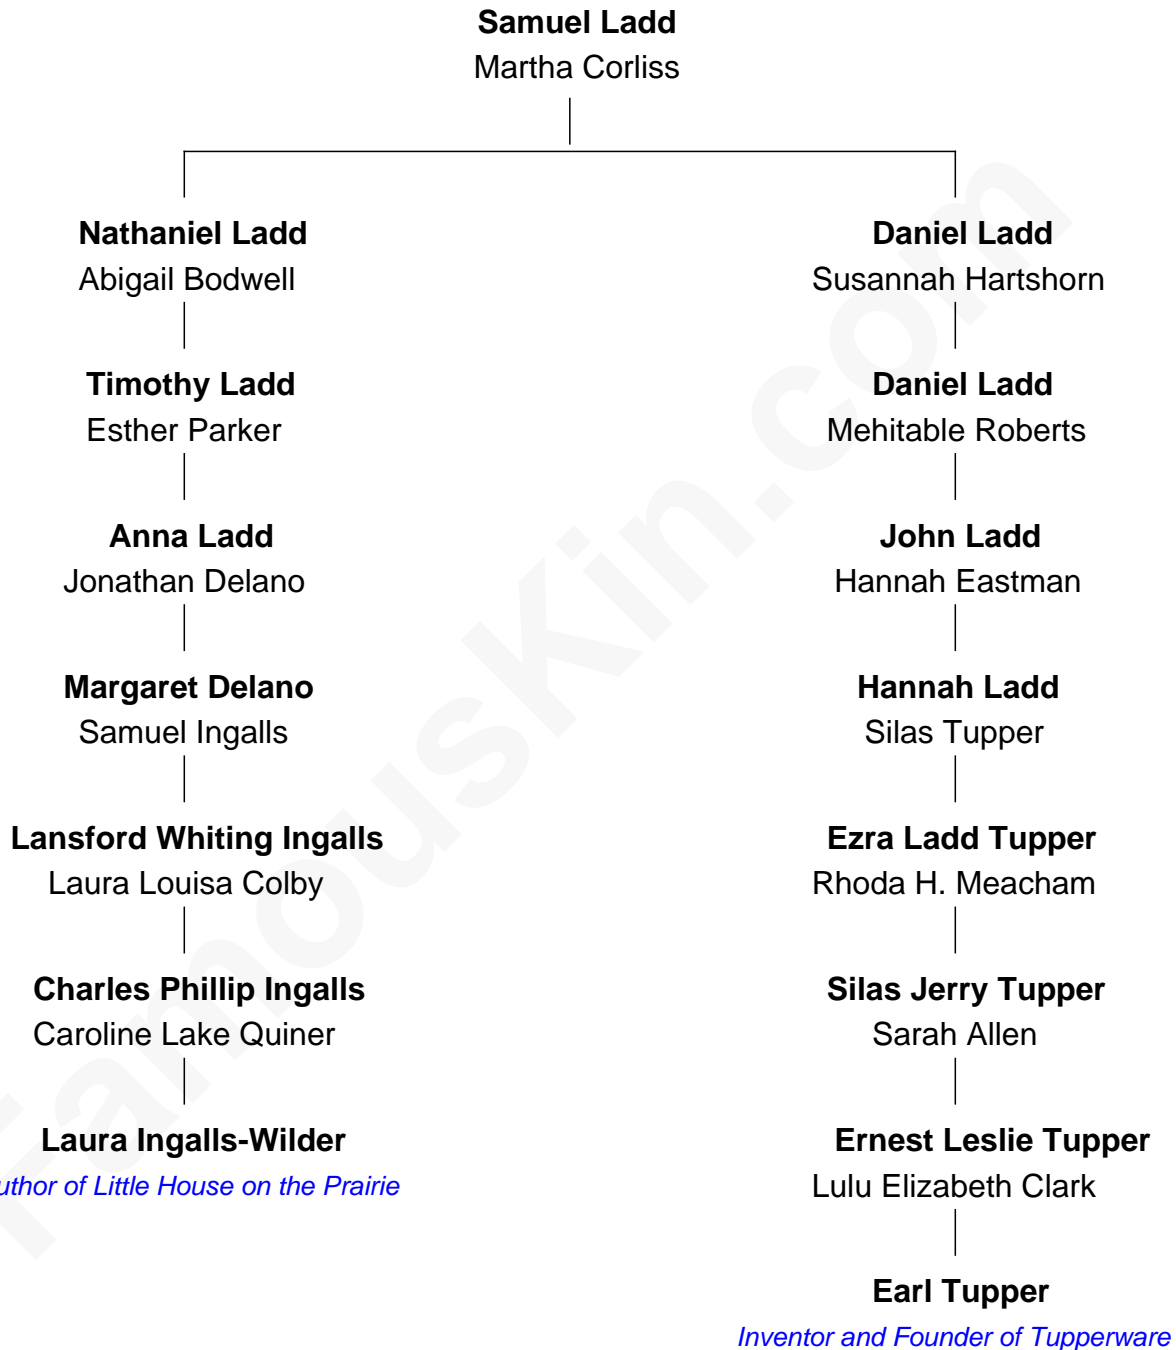 Samuel Ladd
Martha Corliss
Nathaniel Ladd
Abigail Bodwell
Daniel Ladd
Susannah Hartshorn
Timothy Ladd
Esther Parker
Daniel Ladd
Mehitable Roberts
Anna Ladd
Jonathan Delano
John Ladd
Hannah Eastman
Margaret Delano
Samuel Ingalls
Hannah Ladd
Silas Tupper
Lansford Whiting Ingalls
Laura Louisa Colby
Ezra Ladd Tupper
Rhoda H. Meacham
Charles Phillip Ingalls
Caroline Lake Quiner
Silas Jerry Tupper
Sarah Allen
Laura Ingalls-Wilder
uthor of Little House on the Prairie
Ernest Leslie Tupper
Lulu Elizabeth Clark
Earl Tupper
Inventor and Founder of Tupperware
FamousKin.com